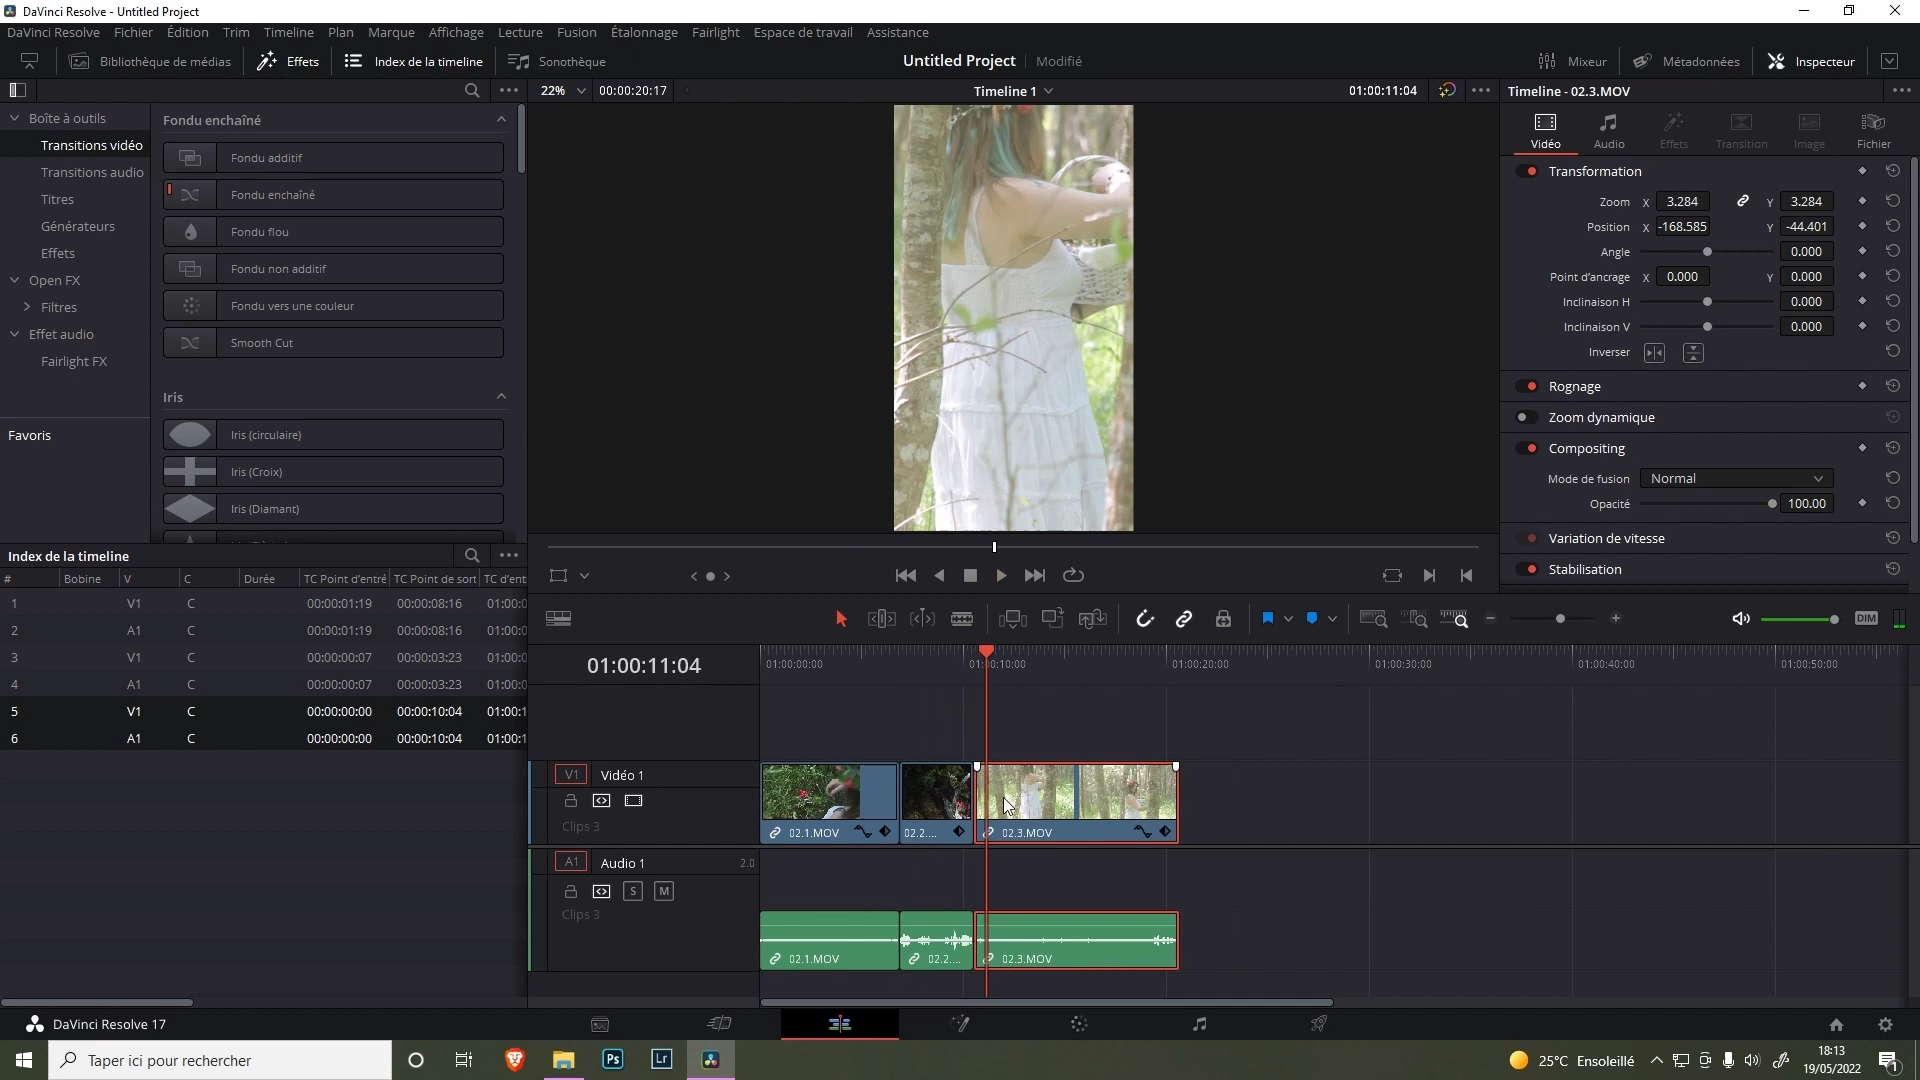 DaVinci Resolve - Untitled Project
DaVinci Resolve Fichier Édition Trim Timeline Plan Marque Affichage Lecture Fusion Étalonnage Fairlight Espace de travail Assistance
Bibliothèque de médias Effets Index de la timeline Sonothèque Untitled Project Modifié Mixeur Métadonnées Inspecteur
22% 00:00:20:17 Timeline 1 01:00:11:04 Timeline - 02.3.MOV
Boîte à outils
Transitions vidéo
Transitions audio
Titres
Générateurs
Effets
Open FX
Filtres
Effet audio
Fairlight FX
Favoris
Fondu enchaîné
Fondu additif
Fondu enchaîné
Fondu flou
Fondu non additif
Fondu vers une couleur
Smooth Cut
Iris
Iris (circulaire)
Iris (Croix)
Iris (Diamant)
Vidéo Audio Effets Transition Image Fichier
Transformation
Zoom X 3.284 Y 3.284
Position X -168.585 Y -44.401
Angle 0.000
Point d'ancrage X 0.000 Y 0.000
Inclinaison H 0.000
Inclinaison V 0.000
Inverser
Rognage
Zoom dynamique
Compositing
Mode de fusion Normal
Opacité 100.00
Variation de vitesse
Stabilisation
Index de la timeline
# Bobine V C Durée TC Point d'entré TC Point de sort TC d'ent
1 V1 C 00:00:01:19 00:00:08:16 01:00:0
2 A1 C 00:00:01:19 00:00:08:16 01:00:0
3 V1 C 00:00:00:07 00:00:03:23 01:00:0
4 A1 C 00:00:00:07 00:00:03:23 01:00:0
5 V1 C 00:00:00:00 00:00:10:04 01:00:1
6 A1 C 00:00:00:00 00:00:10:04 01:00:1
DIM
01:00:11:04 01:00:00:00 01:00:10:00 01:00:20:00 01:00:30:00 01:00:40:00 01:00:50:00
V1 Vidéo 1
Clips 3
02.1.MOV 02.2.... 02.3.MOV
A1 Audio 1 2.0
S M
Clips 3
02.1.MOV 02.2.... 02.3.MOV
DaVinci Resolve 17
Taper ici pour rechercher
Ps Lr
25°C Ensoleillé
18:13
19/05/2022
1